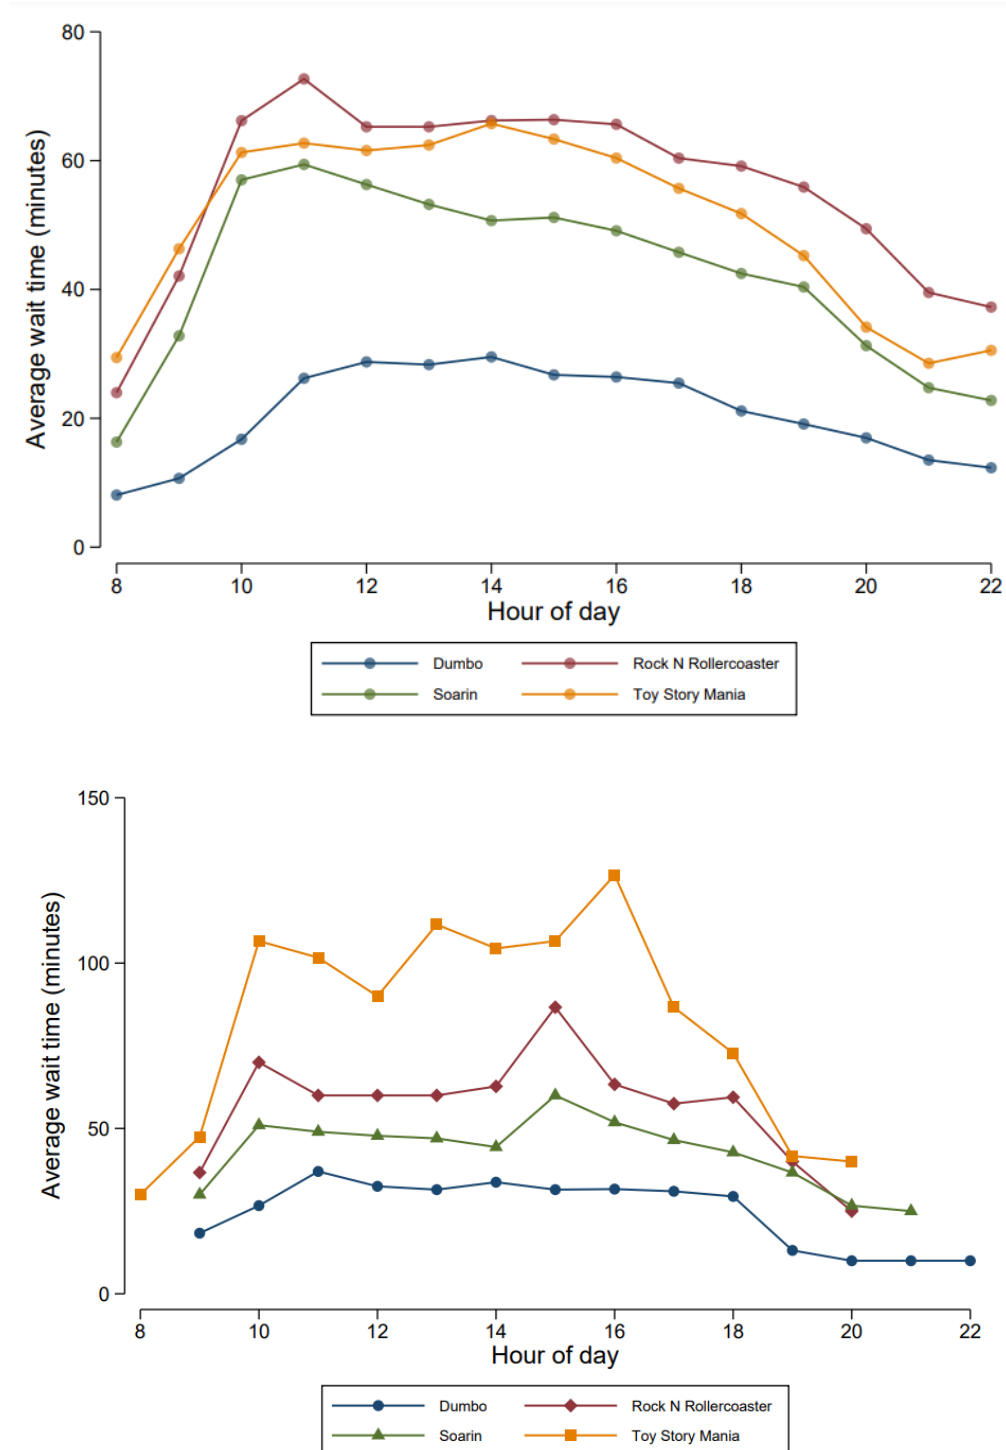 Average wait time (minutes)
80
60
40
20
0
8 10 12 14 16 18 20 22
Hour of day
Dumbo Rock N Rollercoaster
Soarin Toy Story Mania
Average wait time (minutes)
150
100
50
0
8 10 12 14 16 18 20 22
Hour of day
Dumbo Rock N Rollercoaster
Soarin Toy Story Mania